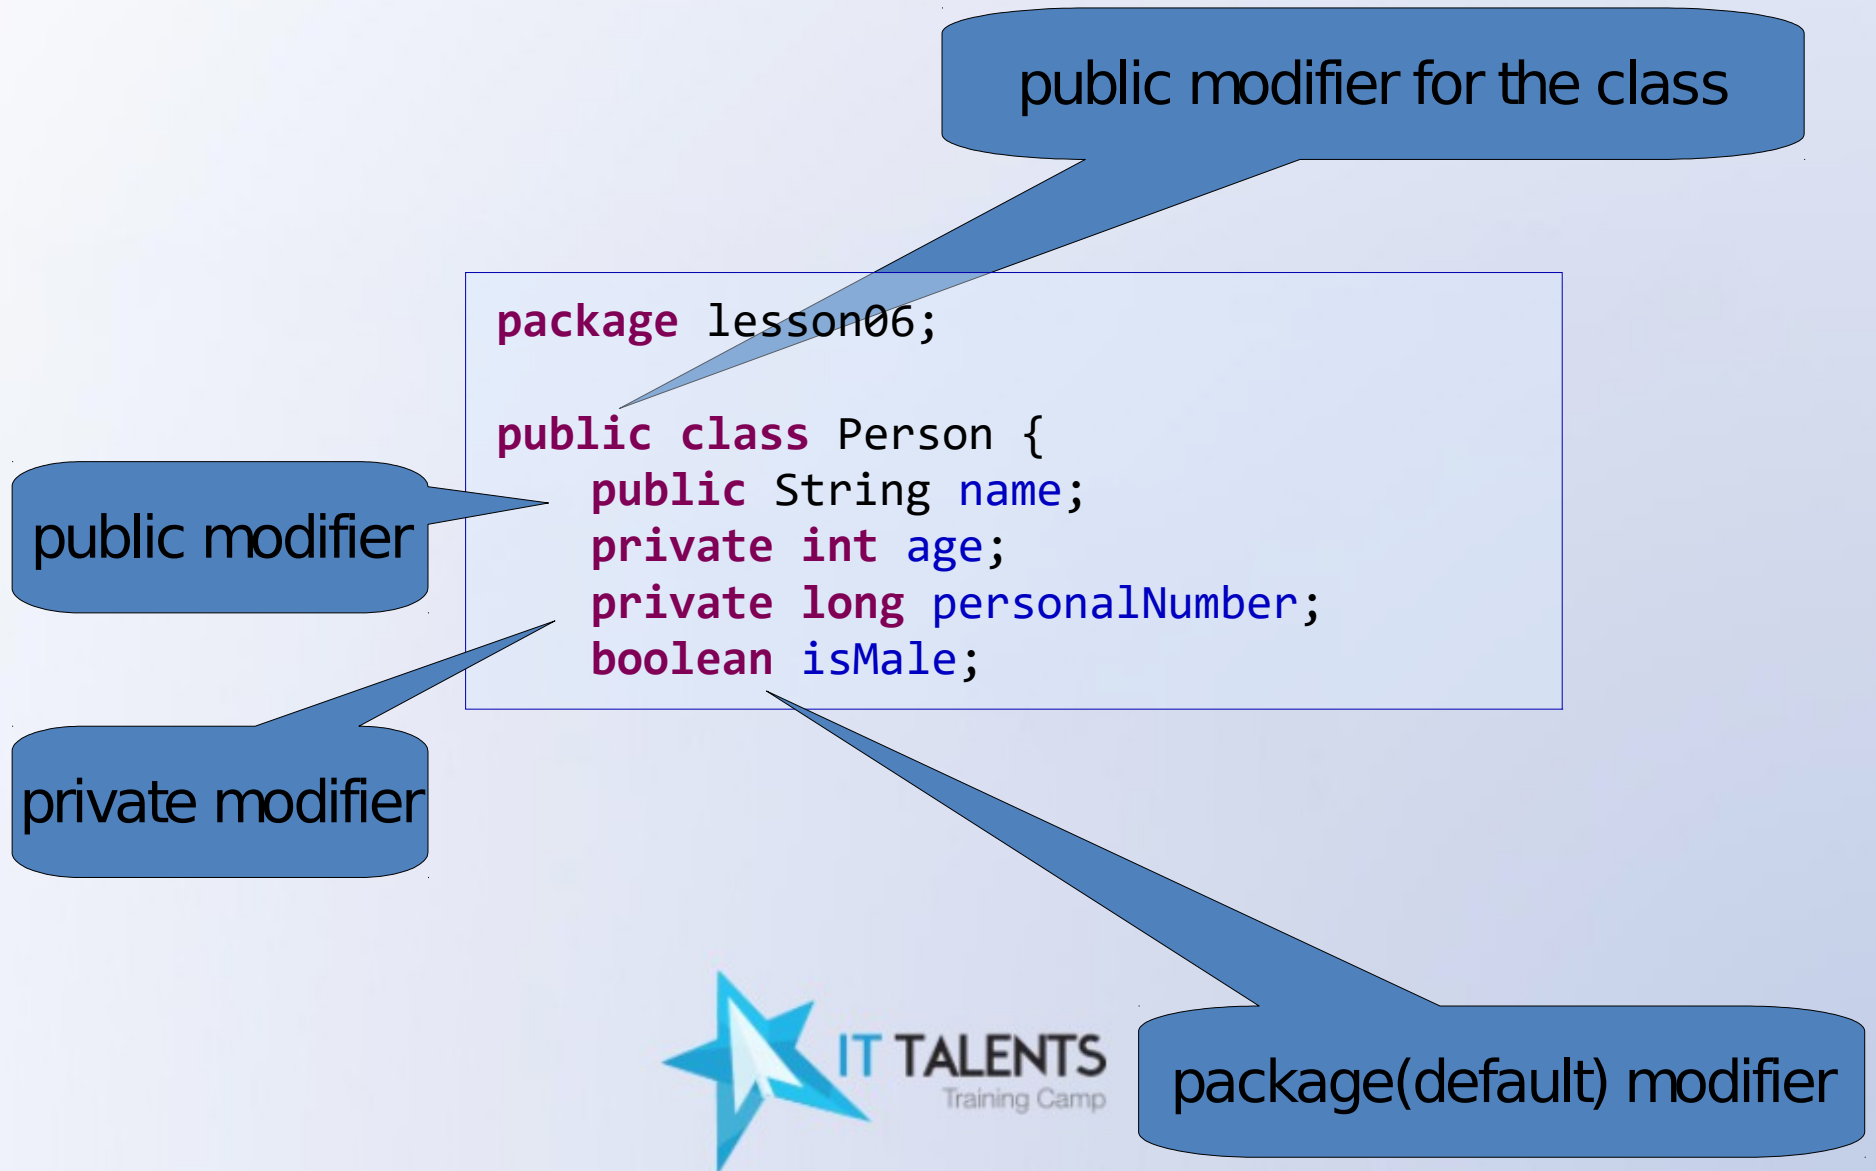 public modifier for the class
package lesson06;
public class Person {
public String name;
private int age;
private long personalNumber;
boolean isMale;
public modifier
private modifier
package(default) modifier
IT TALENTS
Training Camp